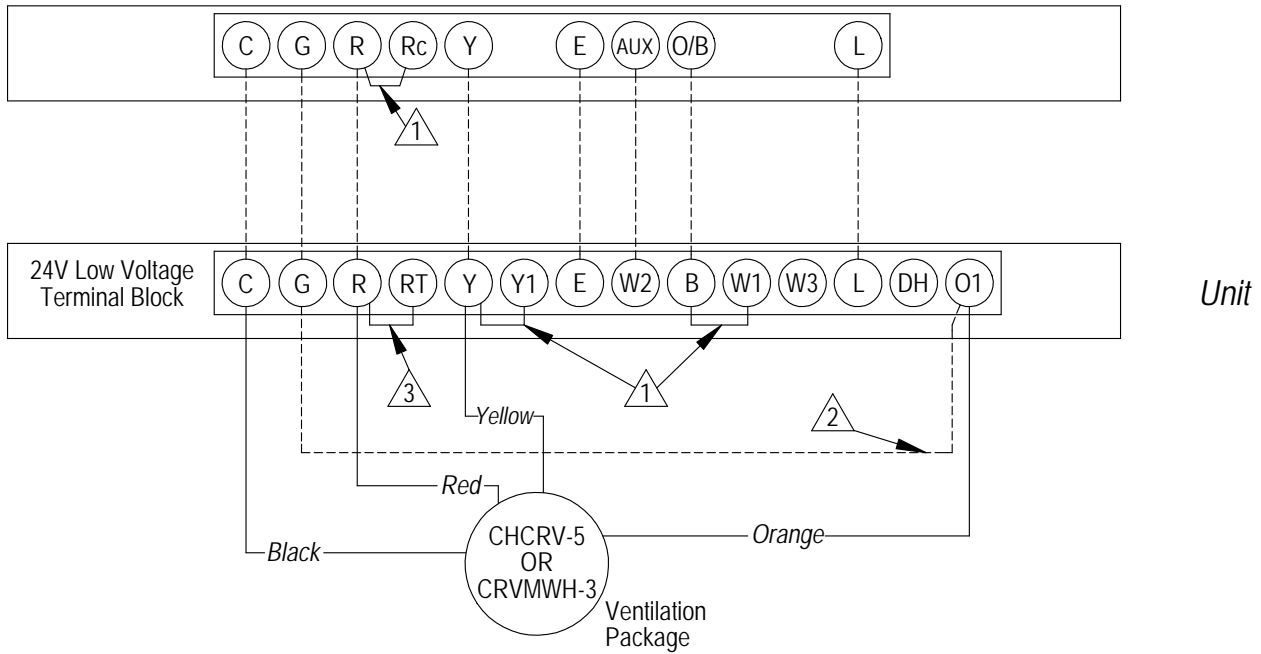 C G R Rc Y E AUX O/B L
1
24V Low Voltage
Terminal Block
C G R RT Y Y1 E W2 B W1 W3 L DH O1
Unit
3
1
2
Yellow
Red
Black
Orange
CHCRV-5
OR
CRVMWH-3
Ventilation
Package